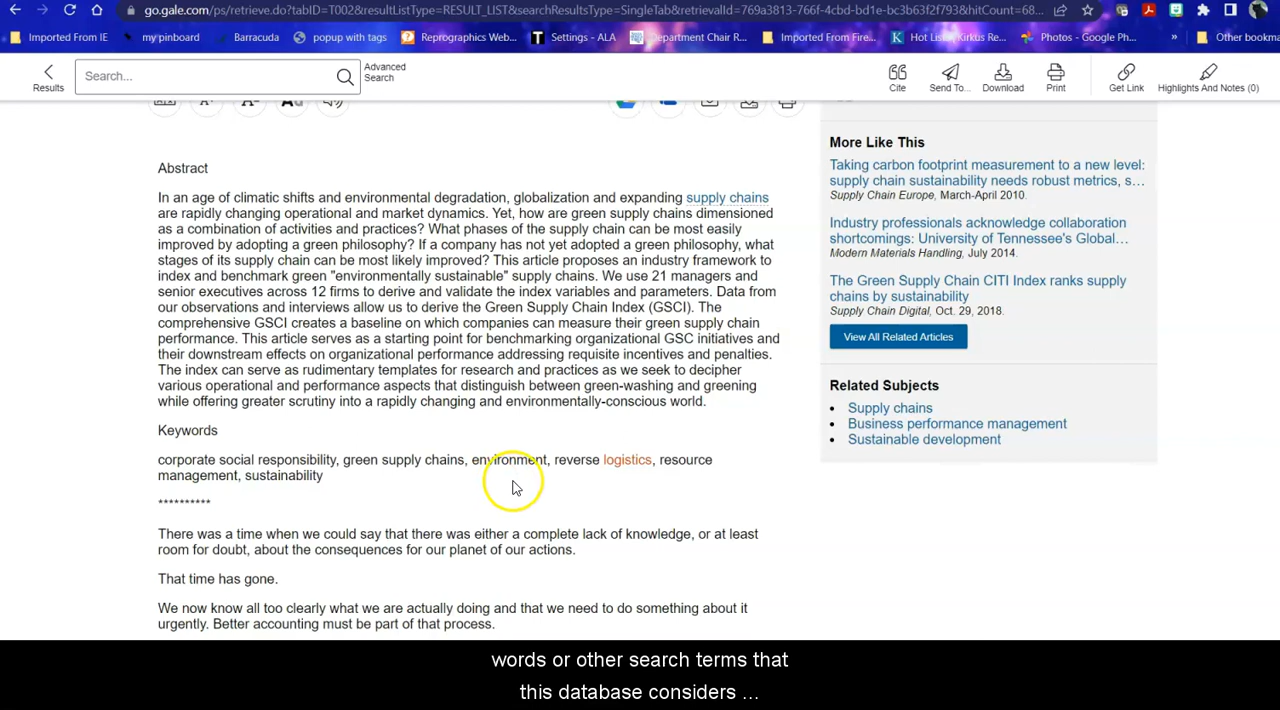 go.gale.com/ps/retrieve.do?tabID=T002&resultListType=RESULT_LIST&searchResultsType=SingleTab&retrievalId=769a3813-766f-4cbd-bd1e-bc3b63f2f793&hitCount=68...
Imported From IE
my pinboard
Barracuda
popup with tags
Reprographics Web...
Settings - ALA
Department Chair R...
Imported From Fire...
Hot List | Kirkus Re...
Photos - Google Ph...
»
Other bookma
Results
Search...
Advanced
Search
Cite
Send To...
Download
Print
Get Link
Highlights And Notes (0)
Abstract
In an age of climatic shifts and environmental degradation, globalization and expanding supply chains
are rapidly changing operational and market dynamics. Yet, how are green supply chains dimensioned
as a combination of activities and practices? What phases of the supply chain can be most easily
improved by adopting a green philosophy? If a company has not yet adopted a green philosophy, what
stages of its supply chain can be most likely improved? This article proposes an industry framework to
index and benchmark green "environmentally sustainable" supply chains. We use 21 managers and
senior executives across 12 firms to derive and validate the index variables and parameters. Data from
our observations and interviews allow us to derive the Green Supply Chain Index (GSCI). The
comprehensive GSCI creates a baseline on which companies can measure their green supply chain
performance. This article serves as a starting point for benchmarking organizational GSC initiatives and
their downstream effects on organizational performance addressing requisite incentives and penalties.
The index can serve as rudimentary templates for research and practices as we seek to decipher
various operational and performance aspects that distinguish between green-washing and greening
while offering greater scrutiny into a rapidly changing and environmentally-conscious world.
Keywords
corporate social responsibility, green supply chains, environment, reverse logistics, resource
management, sustainability
**********
There was a time when we could say that there was either a complete lack of knowledge, or at least
room for doubt, about the consequences for our planet of our actions.
That time has gone.
We now know all too clearly what we are actually doing and that we need to do something about it
urgently. Better accounting must be part of that process.
More Like This
Taking carbon footprint measurement to a new level:
supply chain sustainability needs robust metrics, s...
Supply Chain Europe, March-April 2010.
Industry professionals acknowledge collaboration
shortcomings: University of Tennessee's Global...
Modern Materials Handling, July 2014.
The Green Supply Chain CITI Index ranks supply
chains by sustainability
Supply Chain Digital, Oct. 29, 2018.
View All Related Articles
Related Subjects
Supply chains
Business performance management
Sustainable development
words or other search terms that
this database considers ...